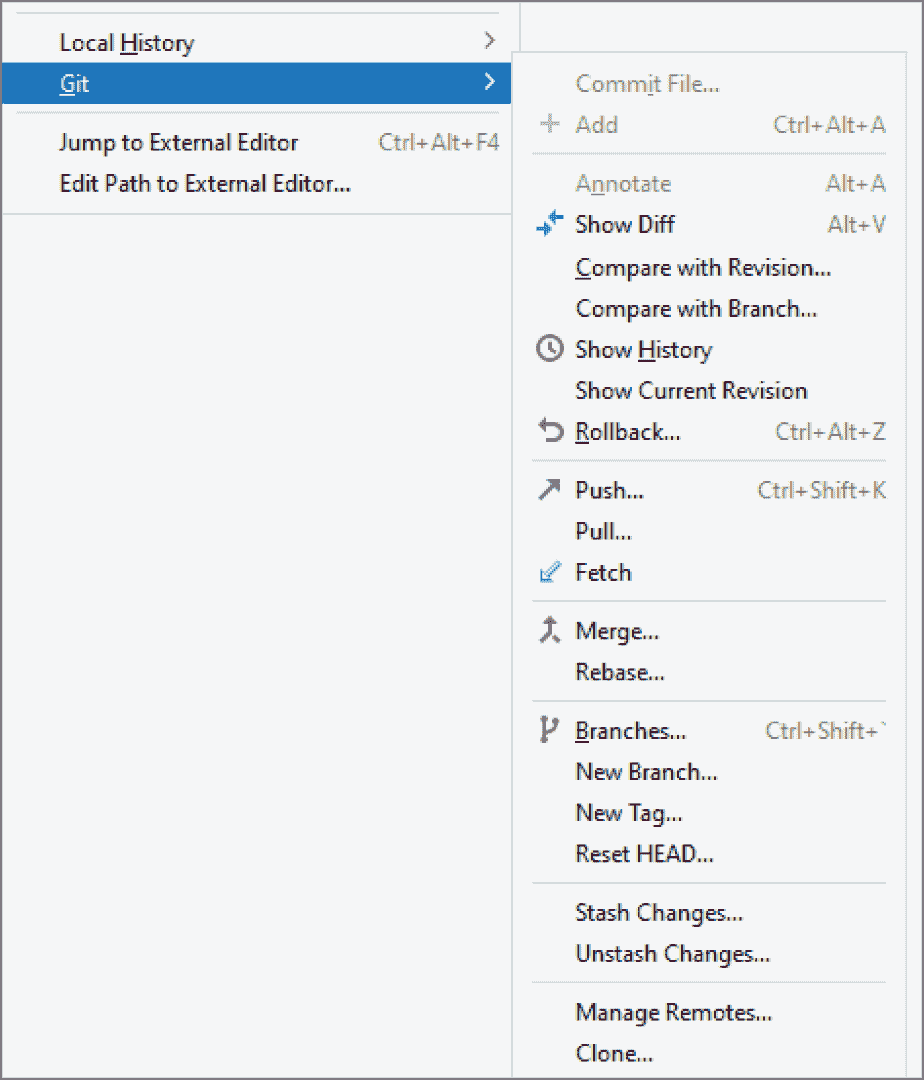 Local History
Git
Jump to External Editor Ctrl+Alt+F4
Edit Path to External Editor...
Commit File...
Add Ctrl+Alt+A
Annotate Alt+A
Show Diff Alt+V
Compare with Revision...
Compare with Branch...
Show History
Show Current Revision
Rollback... Ctrl+Alt+Z
Push... Ctrl+Shift+K
Pull...
Fetch
Merge...
Rebase...
Branches... Ctrl+Shift+`
New Branch...
New Tag...
Reset HEAD...
Stash Changes...
Unstash Changes...
Manage Remotes...
Clone...